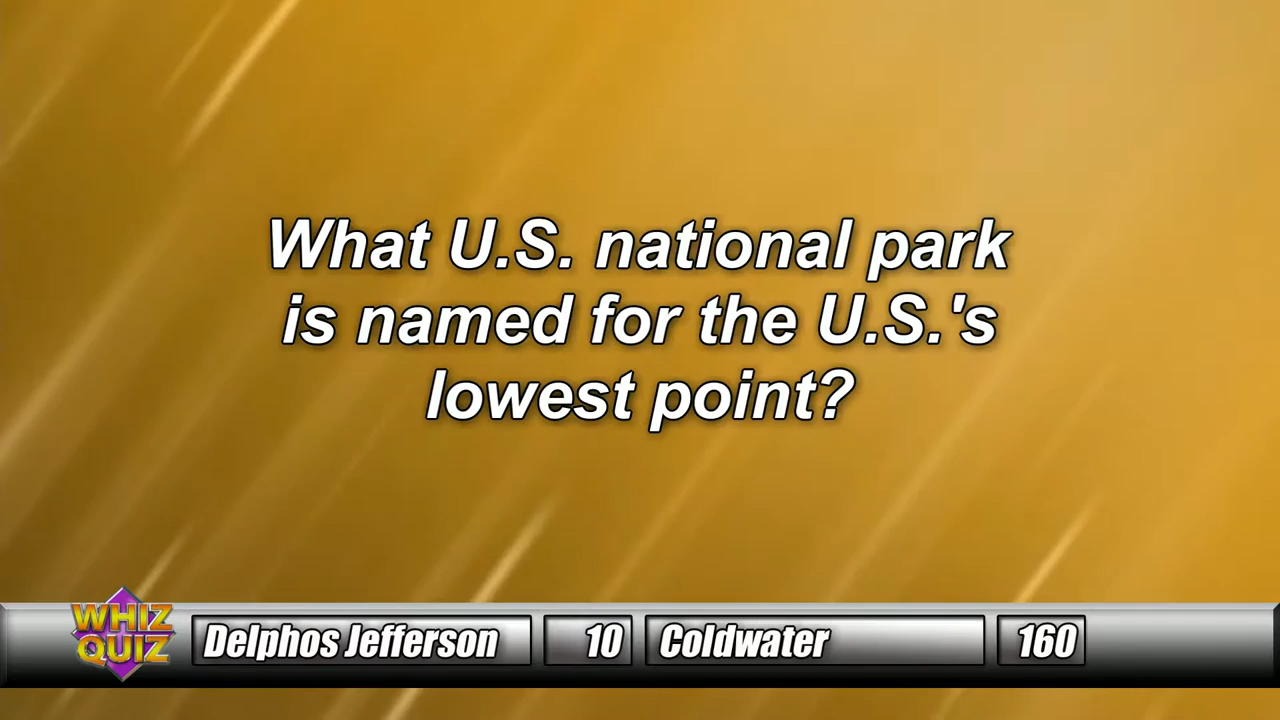 What U.S. national park
is named for the U.S.'s
lowest point?
WHIZ
QUIZ
Delphos Jefferson 10 Coldwater 160